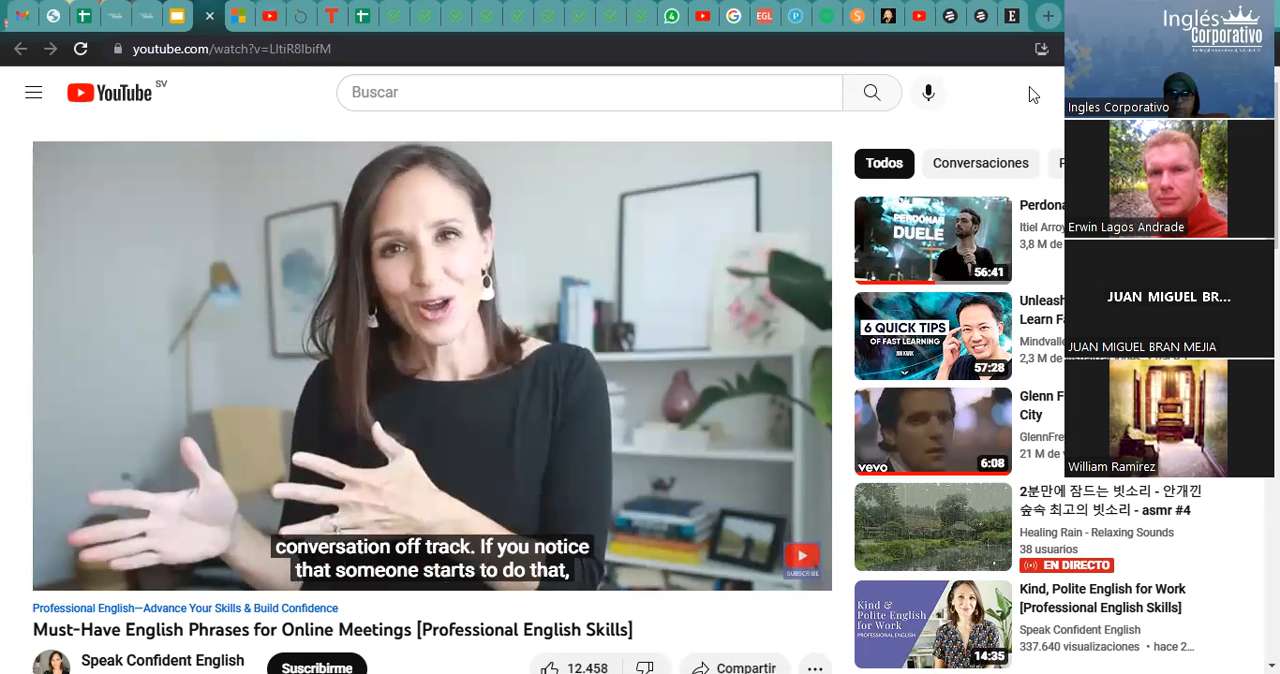 youtube.com/watch?v=LltiR8lbifM
YouTube SV
Buscar
Inglés
Corporativo
Ingles Corporativo
Erwin Lagos Andrade
JUAN MIGUEL BR...
JUAN MIGUEL BRAN MEJIA
William Ramirez
Todos
Conversaciones
PERDONAR
DUELE
56:41
Perdona
Itiel Arroy
3,8 M de
6 QUICK TIPS
OF FAST LEARNING
JIM KWIK
57:28
Unleash
Learn Fa
Mindvalle
2,3 M de
vevo
6:08
Glenn F
City
GlennFre
21 M de
2분만에 잠드는 빗소리 - 안개낀
숲속 최고의 빗소리 - asmr #4
Healing Rain - Relaxing Sounds
38 usuarios
EN DIRECTO
Kind &
Polite English
for Work
PROFESSIONAL ENGLISH
14:35
Kind, Polite English for Work
[Professional English Skills]
Speak Confident English
337.640 visualizaciones • hace 2...
conversation off track. If you notice
that someone starts to do that,
SUBSCRIBE
Professional English—Advance Your Skills & Build Confidence
Must-Have English Phrases for Online Meetings [Professional English Skills]
Speak Confident English
Suscribirme
12.458
Compartir